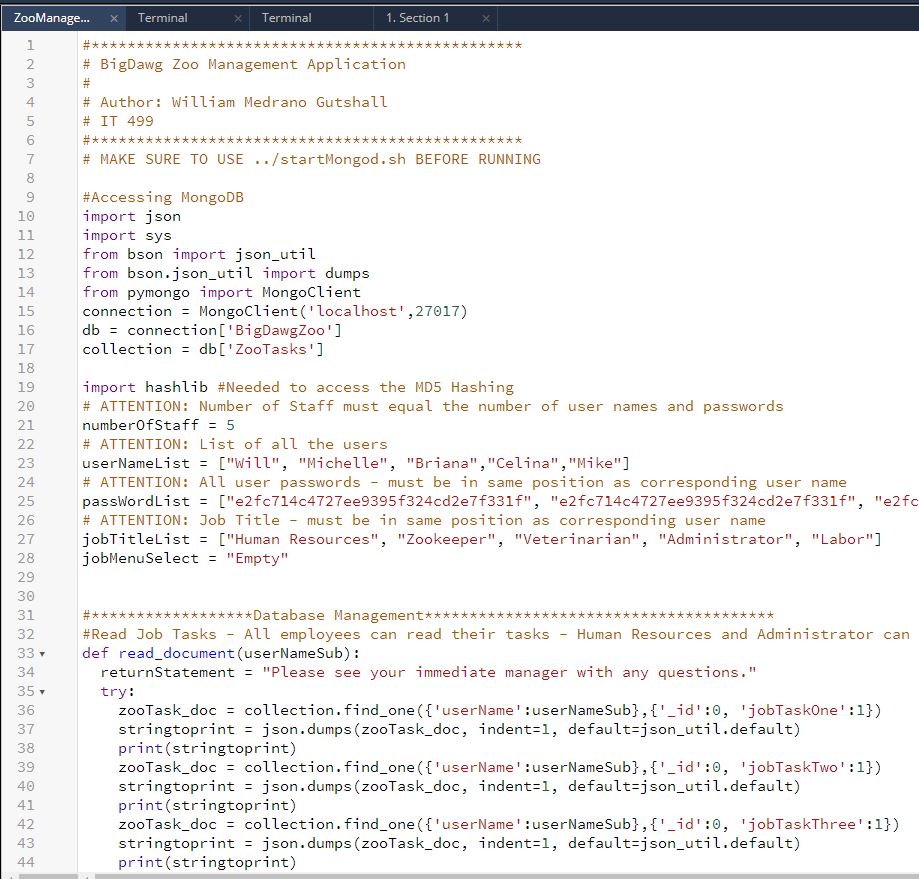 ZooManage... × Terminal × Terminal × 1. Section 1 ×
1 #************************************************
2 # BigDawg Zoo Management Application
3 #
4 # Author: William Medrano Gutshall
5 # IT 499
6 #************************************************
7 # MAKE SURE TO USE ../startMongod.sh BEFORE RUNNING
8
9 #Accessing MongoDB
10 import json
11 import sys
12 from bson import json_util
13 from bson.json_util import dumps
14 from pymongo import MongoClient
15 connection = MongoClient('localhost',27017)
16 db = connection['BigDawgZoo']
17 collection = db['ZooTasks']
18
19 import hashlib #Needed to access the MD5 Hashing
20 # ATTENTION: Number of Staff must equal the number of user names and passwords
21 numberOfStaff = 5
22 # ATTENTION: List of all the users
23 userNameList = ["Will", "Michelle", "Briana","Celina","Mike"]
24 # ATTENTION: All user passwords - must be in same position as corresponding user name
25 passWordList = ["e2fc714c4727ee9395f324cd2e7f331f", "e2fc714c4727ee9395f324cd2e7f331f", "e2fc
26 # ATTENTION: Job Title - must be in same position as corresponding user name
27 jobTitleList = ["Human Resources", "Zookeeper", "Veterinarian", "Administrator", "Labor"]
28 jobMenuSelect = "Empty"
29
30
31 #******************Database Management***************************************
32 #Read Job Tasks - All employees can read their tasks - Human Resources and Administrator can
33 def read_document(userNameSub):
34 returnStatement = "Please see your immediate manager with any questions."
35 try:
36 zooTask_doc = collection.find_one({'userName':userNameSub},{'_id':0, 'jobTaskOne':1})
37 stringtoprint = json.dumps(zooTask_doc, indent=1, default=json_util.default)
38 print(stringtoprint)
39 zooTask_doc = collection.find_one({'userName':userNameSub},{'_id':0, 'jobTaskTwo':1})
40 stringtoprint = json.dumps(zooTask_doc, indent=1, default=json_util.default)
41 print(stringtoprint)
42 zooTask_doc = collection.find_one({'userName':userNameSub},{'_id':0, 'jobTaskThree':1})
43 stringtoprint = json.dumps(zooTask_doc, indent=1, default=json_util.default)
44 print(stringtoprint)